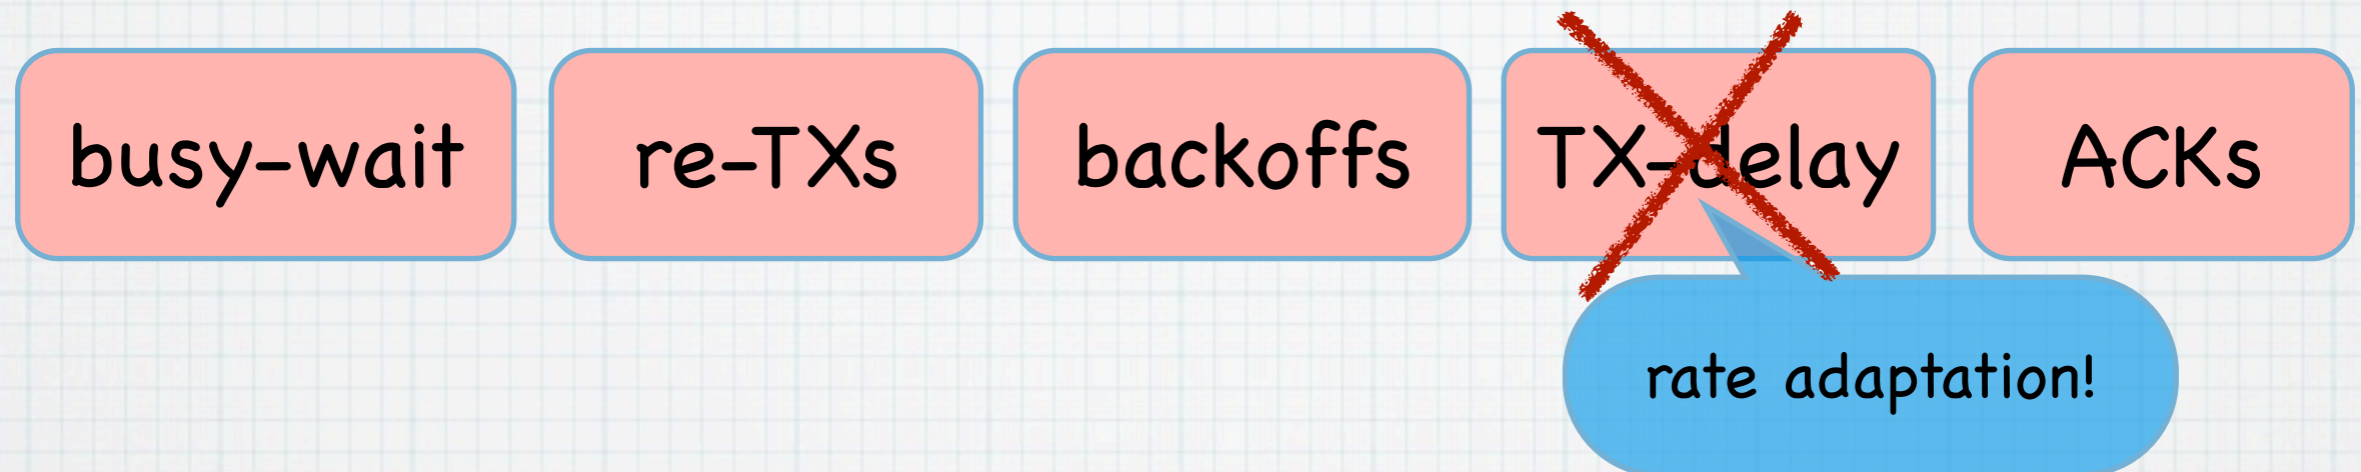 busy-wait
re-TXs
backoffs
TX-delay
ACKs
rate adaptation!